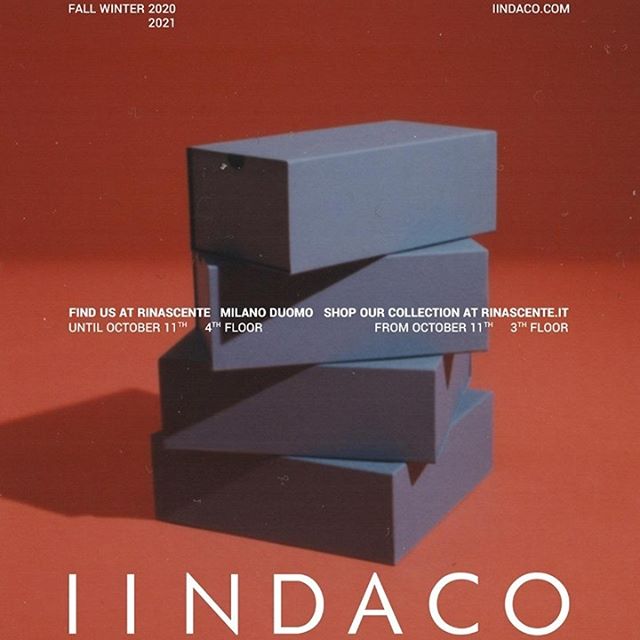 FALL WINTER 2020 IINDACO.COM
2021
FIND US AT RINASCENTE MILANO DUOMO SHOP OUR COLLECTION AT RINASCENTE.IT
UNTIL OCTOBER 11TH 4TH FLOOR FROM OCTOBER 11TH 3TH FLOOR
IINDACO